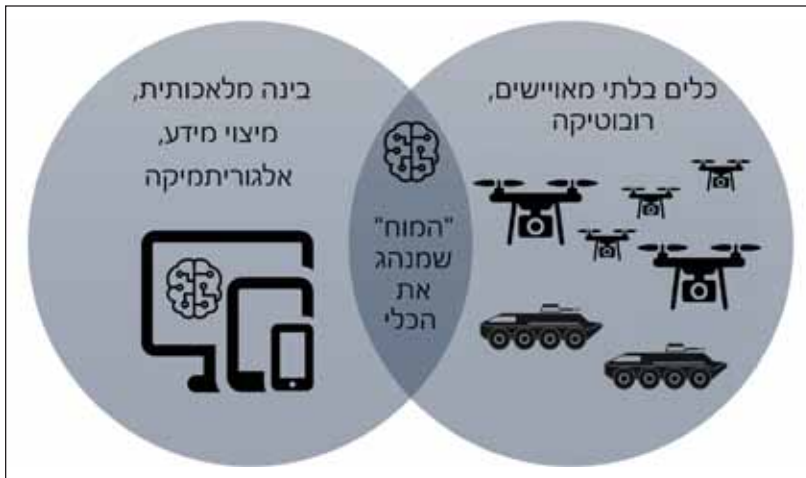 כלים בלתי מאויישים,
רובוטיקה
"המוח"
שמנהג
את
הכלי
בינה מלאכותית,
מיצוי מידע,
אלגוריתמיקה